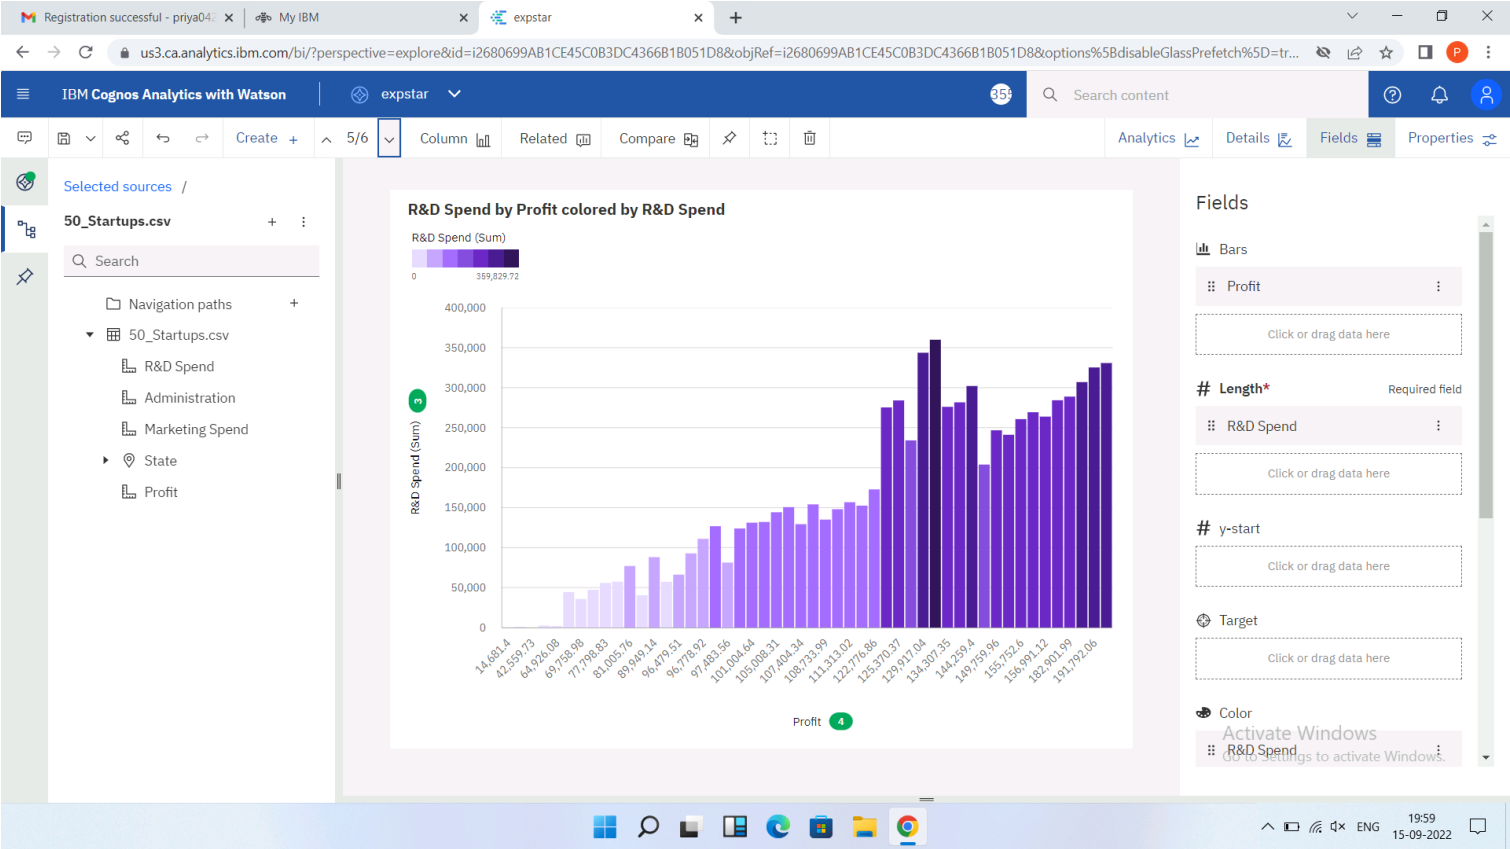 Registration successful - priya042
My IBM
expstar
us3.ca.analytics.ibm.com/bi/?perspective=explore&id=i2680699AB1CE45C0B3DC4366B1B051D8&objRef=i2680699AB1CE45C0B3DC4366B1B051D8&options%5BdisableGlassPrefetch%5D=tr...
P
IBM Cognos Analytics with Watson
expstar
355
Search content
Create
5/6
Column
Related
Compare
Analytics
Details
Fields
Properties
Selected sources /
50_Startups.csv
Search
Navigation paths
50_Startups.csv
R&D Spend
Administration
Marketing Spend
State
Profit
R&D Spend by Profit colored by R&D Spend
R&D Spend (Sum)
0 359,829.72
400,000
350,000
300,000
250,000
200,000
150,000
100,000
50,000
0
R&D Spend (Sum) 3
14,681.4
42,559.73
64,926.08
69,758.98
77,798.83
81,005.76
89,949.14
96,479.51
96,778.92
97,483.56
101,004.64
105,008.31
107,404.34
108,733.99
111,313.02
122,776.86
125,370.37
129,917.04
134,307.35
144,259.4
149,759.96
155,752.6
156,991.12
182,901.99
191,792.06
Profit 4
Fields
Bars
Profit
Click or drag data here
Length* Required field
R&D Spend
Click or drag data here
y-start
Click or drag data here
Target
Click or drag data here
Color
Activate Windows
R&D Spend
Go to Settings to activate Windows.
ENG
19:59
15-09-2022